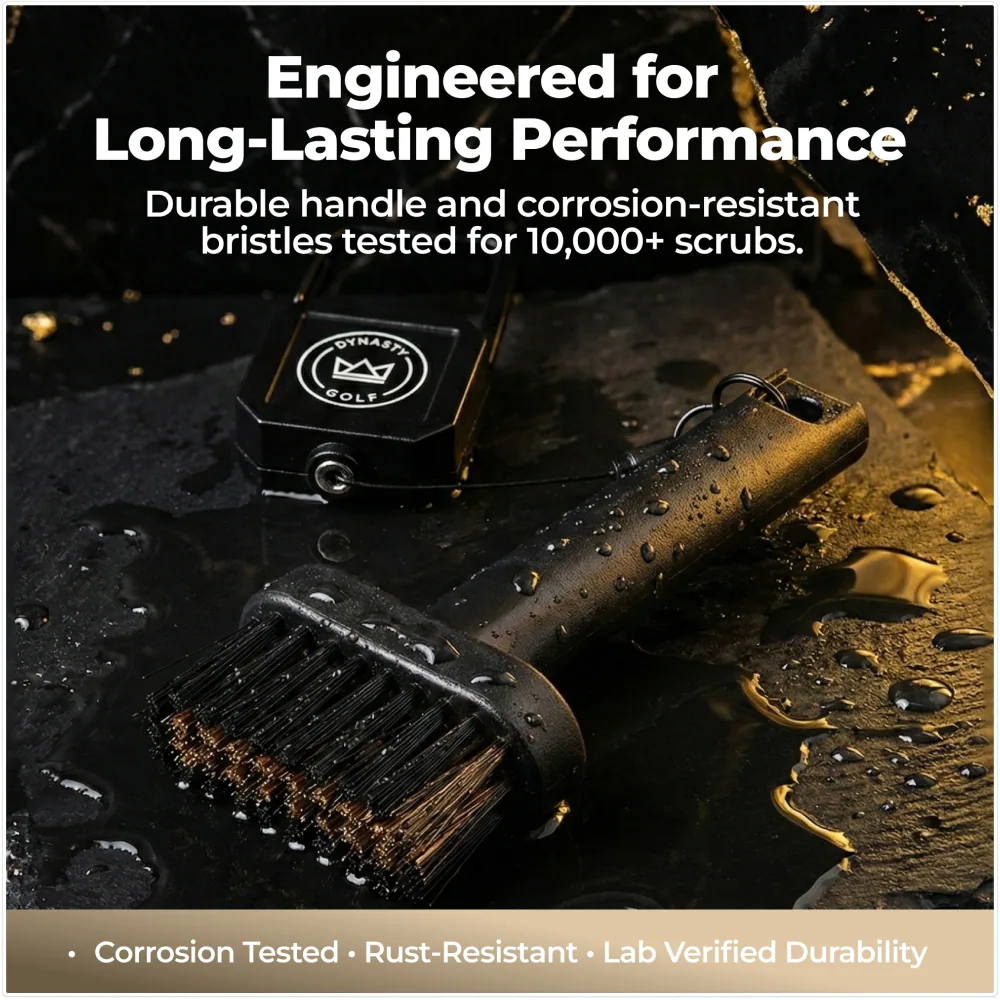 Engineered for
Long-Lasting Performance
Durable handle and corrosion-resistant
bristles tested for 10,000+ scrubs.
DYNASTY
GOLF
• Corrosion Tested • Rust-Resistant • Lab Verified Durability